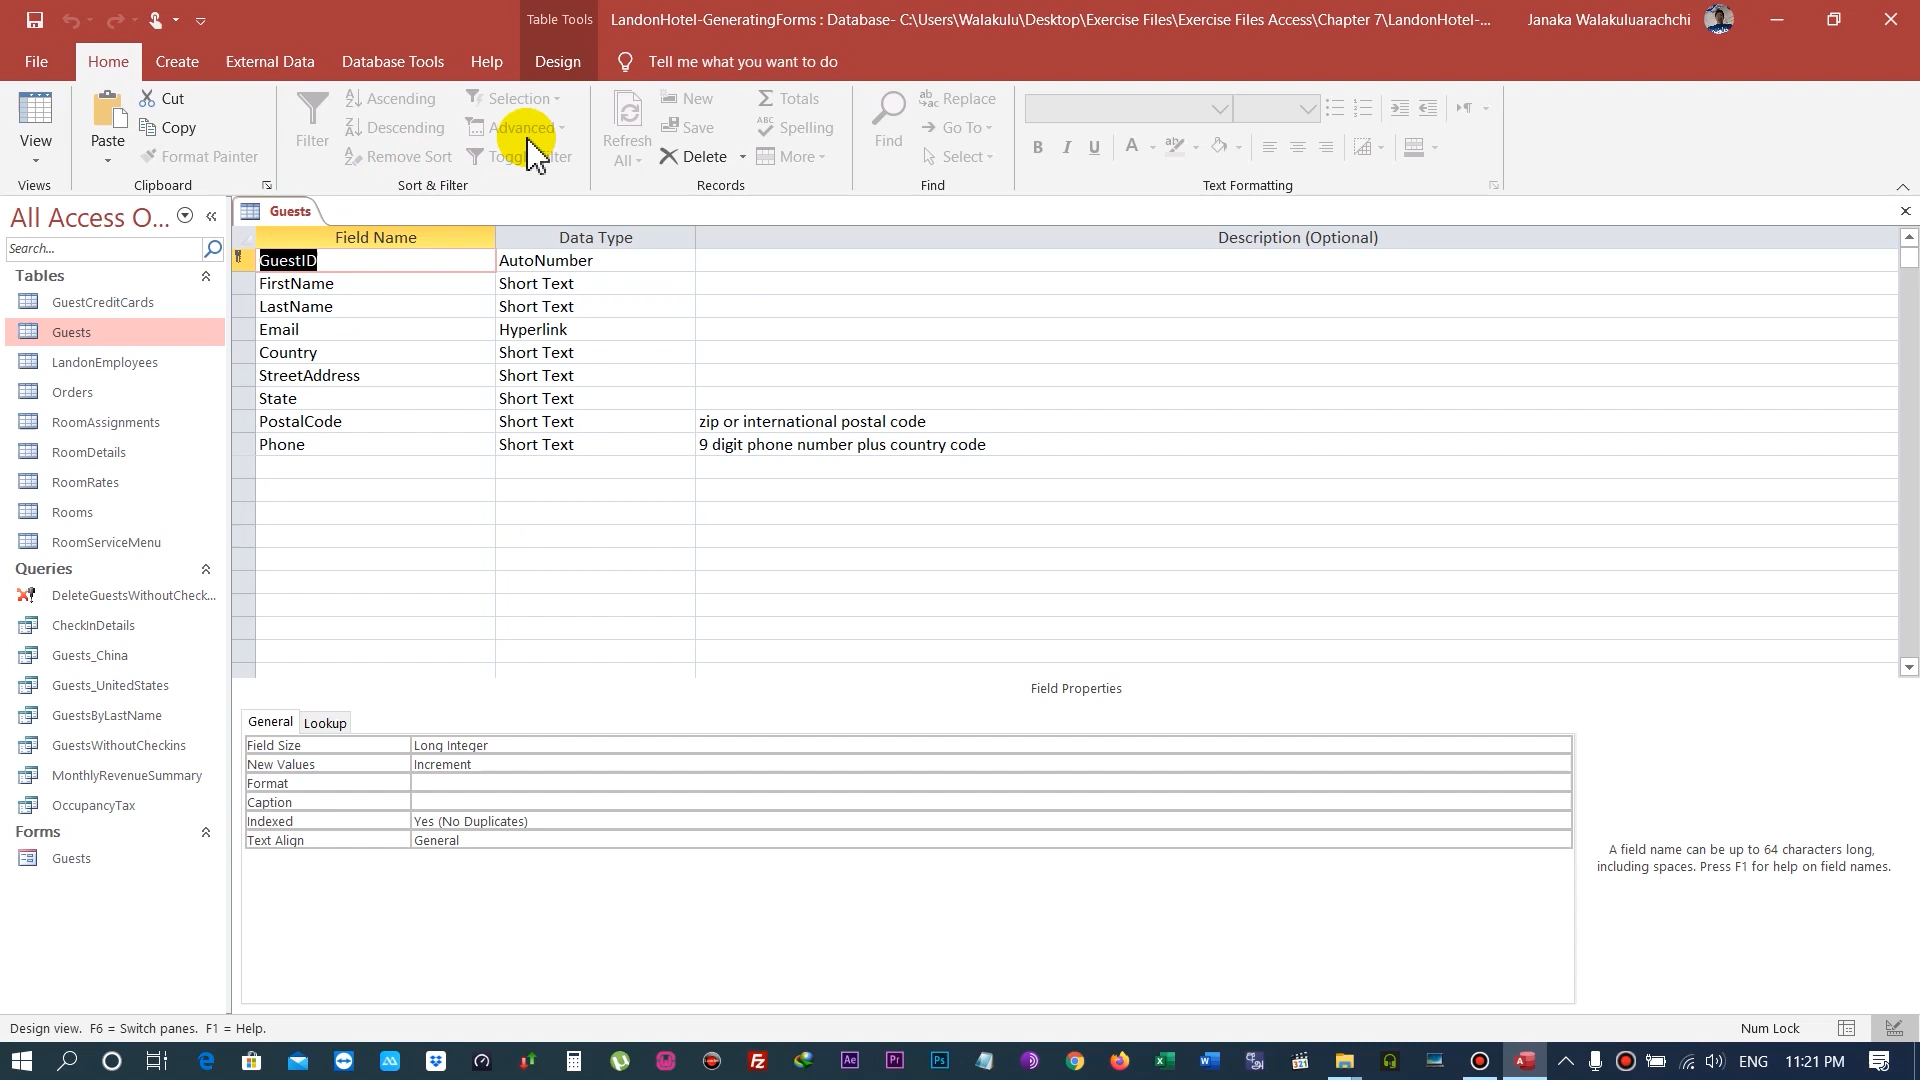 Table Tools
LandonHotel-GeneratingForms : Database- C:\Users\Walakulu\Desktop\Exercise Files\Exercise Files Access\Chapter 7\LandonHotel-...
Janaka Walakuluarachchi
File Home Create External Data Database Tools Help Design Tell me what you want to do
View
Views
Paste
Cut
Copy
Format Painter
Clipboard
Filter
Ascending
Descending
Remove Sort
Selection
Advanced
Sort & Filter
Refresh
All
New
Save
Delete
Totals
Spelling
More
Records
Find
Replace
Go To
Select
Find
B I U A
Text Formatting
All Access O...
Search...
Tables
GuestCreditCards
Guests
LandonEmployees
Orders
RoomAssignments
RoomDetails
RoomRates
Rooms
RoomServiceMenu
Queries
DeleteGuestsWithoutCheck...
CheckInDetails
Guests_China
Guests_UnitedStates
GuestsByLastName
GuestsWithoutCheckins
MonthlyRevenueSummary
OccupancyTax
Forms
Guests
Guests
Field Name Data Type Description (Optional)
GuestID AutoNumber
FirstName Short Text
LastName Short Text
Email Hyperlink
Country Short Text
StreetAddress Short Text
State Short Text
PostalCode Short Text zip or international postal code
Phone Short Text 9 digit phone number plus country code
Field Properties
General Lookup
Field Size Long Integer
New Values Increment
Format
Caption
Indexed Yes (No Duplicates)
Text Align General
A field name can be up to 64 characters long,
including spaces. Press F1 for help on field names.
Design view. F6 = Switch panes. F1 = Help.
Num Lock
ENG 11:21 PM